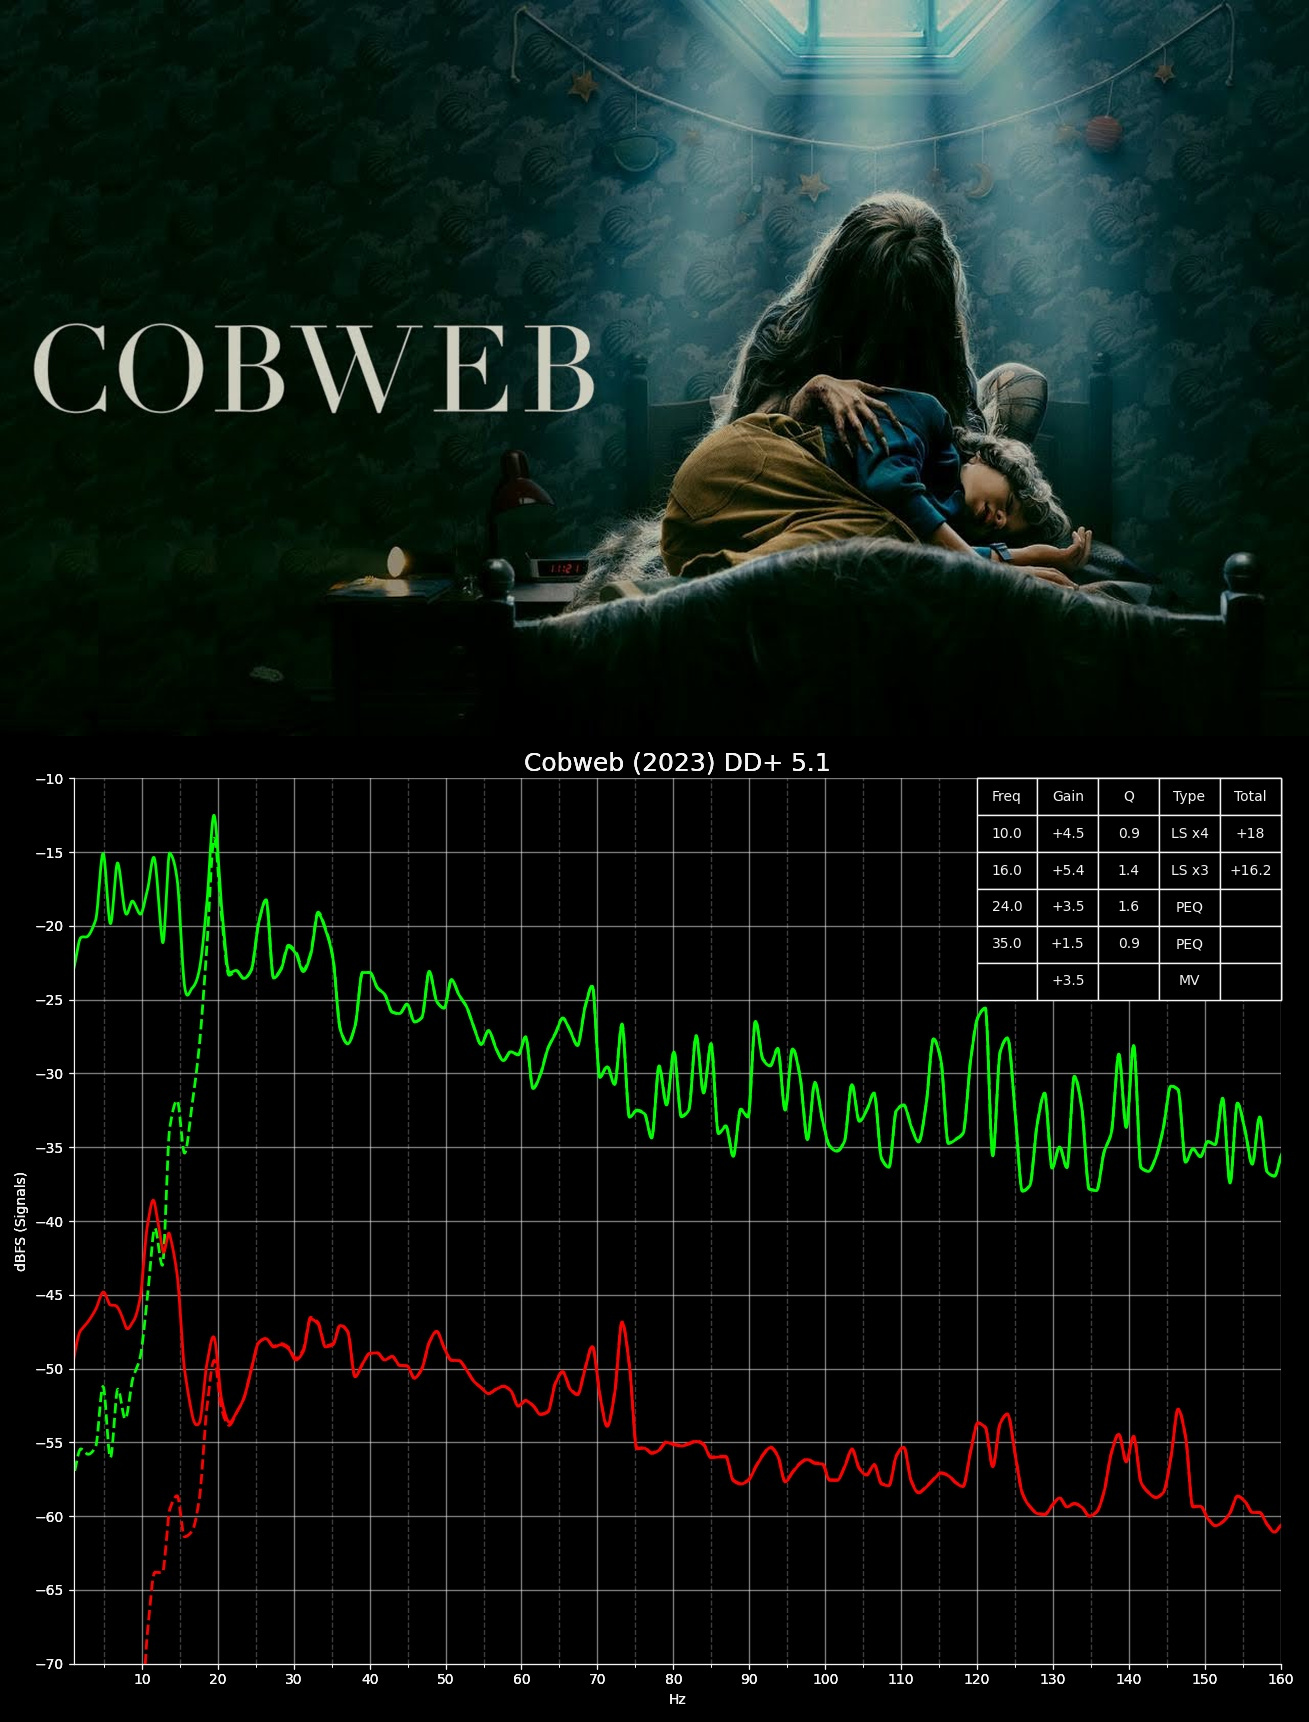 COBWEB
11:21
Cobweb (2023) DD+ 5.1
Freq Gain Q Type Total
10.0 +4.5 0.9 LS x4 +18
16.0 +5.4 1.4 LS x3 +16.2
24.0 +3.5 1.6 PEQ
35.0 +1.5 0.9 PEQ
+3.5 MV
−10
−15
−20
−25
−30
−35
−40
−45
−50
−55
−60
−65
−70
dBFS (Signals)
10 20 30 40 50 60 70 80 90 100 110 120 130 140 150 160
Hz